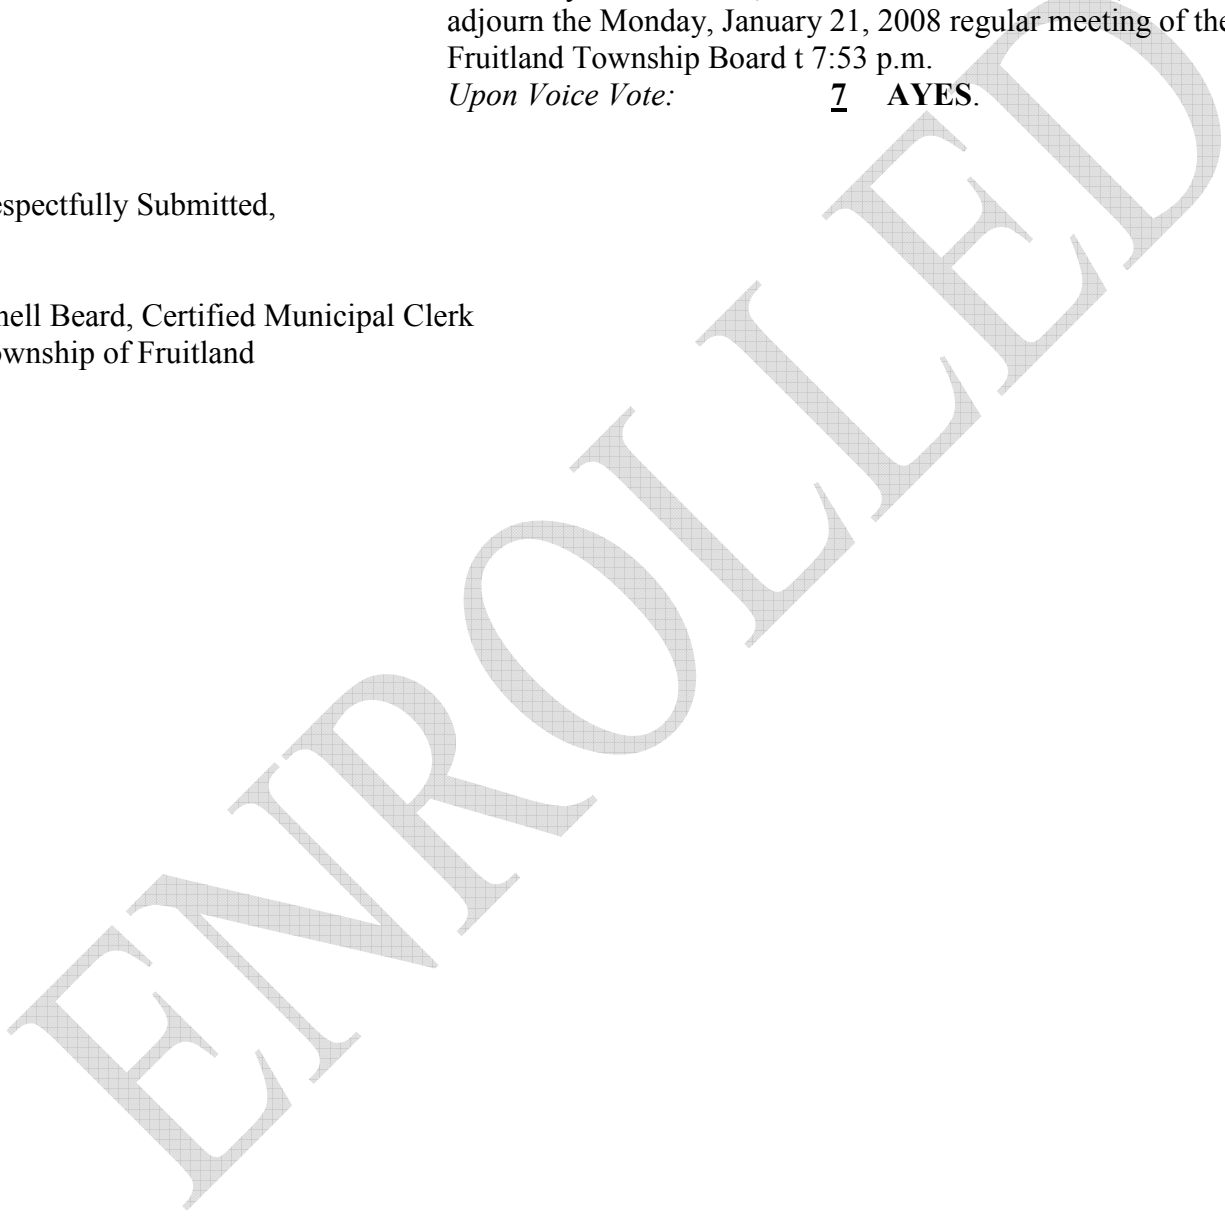 adjourn the Monday, January 21, 2008 regular meeting of the
Fruitland Township Board t 7:53 p.m.
Upon Voice Vote: 7 AYES.
espectfully Submitted,
nell Beard, Certified Municipal Clerk
ownship of Fruitland
ENROLLED